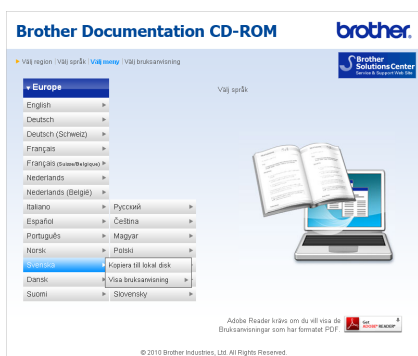 Brother Documentation CD-ROM
brother.
Välj region | Välj språk | Välj meny | Välj bruksanvisning
Brother
Solutions Center
Service & Support Web Site
Europe
Välj språk
English
Deutsch
Deutsch (Schweiz)
Français
Français (Suisse/Belgique)
Nederlands
Nederlands (België)
Italiano
Русский
Español
Čeština
Português
Magyar
Norsk
Polski
Svenska
Kopiera till lokal disk
Dansk
Visa bruksanvisning
Suomi
Slovensky
Adobe Reader krävs om du vill visa de
Bruksanvisningar som har formatet PDF.
Get
ADOBE® READER®
© 2010 Brother Industries, Ltd. All Rights Reserved.